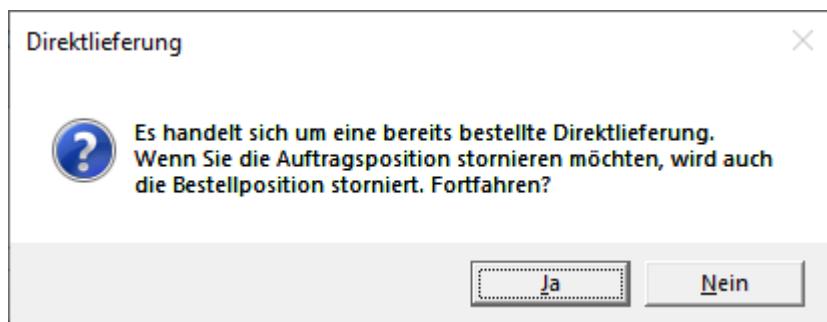 Direktlieferung
Es handelt sich um eine bereits bestellte Direktlieferung.
Wenn Sie die Auftragsposition stornieren möchten, wird auch
die Bestellposition storniert. Fortfahren?
Ja
Nein